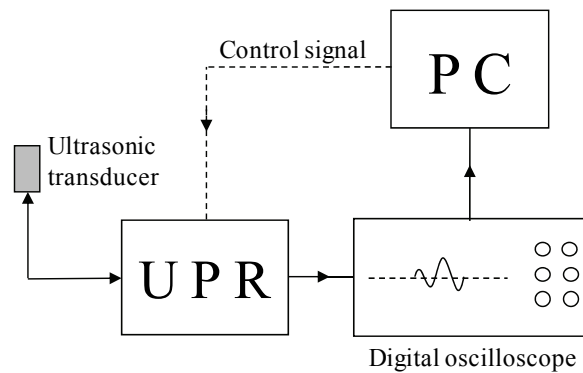 Control signal
P C
Ultrasonic
transducer
U P R
Digital oscilloscope